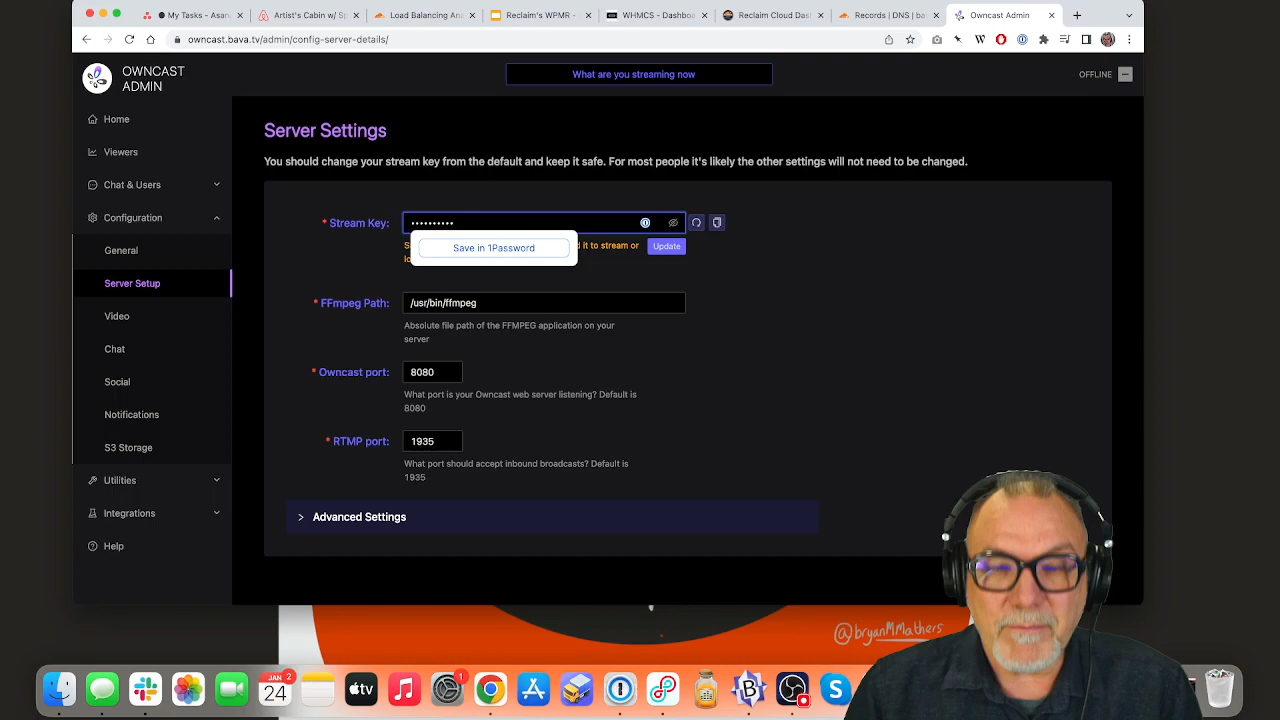 My Tasks - Asan
Artist's Cabin w/ Sp
Load Balancing An
Reclaim's WPMR -
WHMCS - Dashbo
Reclaim Cloud Das
Records | DNS | ba
Owncast Admin
owncast.bava.tv/admin/config-server-details/
OWNCAST
ADMIN
What are you streaming now
OFFLINE
Home
Viewers
Chat & Users
Configuration
General
Server Setup
Video
Chat
Social
Notifications
S3 Storage
Utilities
Integrations
Help
Server Settings
You should change your stream key from the default and keep it safe. For most people it's likely the other settings will not need to be changed.
* Stream Key: ••••••••••
Save in 1Password
it to stream or
Update
* FFmpeg Path: /usr/bin/ffmpeg
Absolute file path of the FFMPEG application on your
server
* Owncast port: 8080
What port is your Owncast web server listening? Default is
8080
* RTMP port: 1935
What port should accept inbound broadcasts? Default is
1935
Advanced Settings
@bryanMMathers
JAN 2
24
tv
1